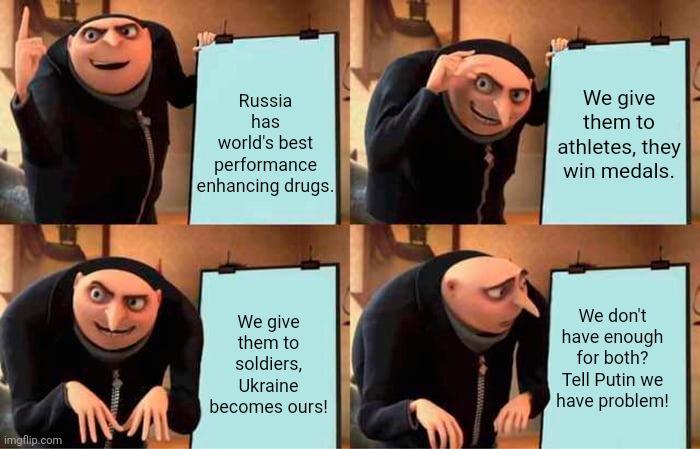 Russia
has
world's best
performance
enhancing drugs.
We give
them to
athletes, they
win medals.
We give
them to
soldiers,
Ukraine
becomes ours!
We don't
have enough
for both?
Tell Putin we
have problem!
imgflip.com